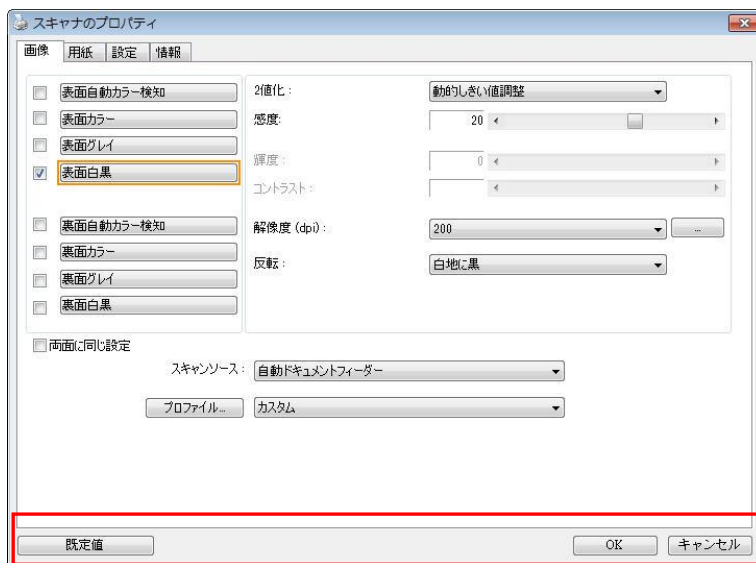 スキャナのプロパティ
画像 用紙 設定 情報
表面自動カラー検知
表面カラー
表面グレイ
表面白黒
裏面自動カラー検知
裏面カラー
裏面グレイ
裏面白黒
2値化： 動的しきい値調整
感度: 20
輝度： 0
コントラスト：
解像度 (dpi)： 200 ...
反転： 白地に黒
両面に同じ設定
スキャンソース： 自動ドキュメントフィーダー
プロファイル... カスタム
既定値 OK キャンセル